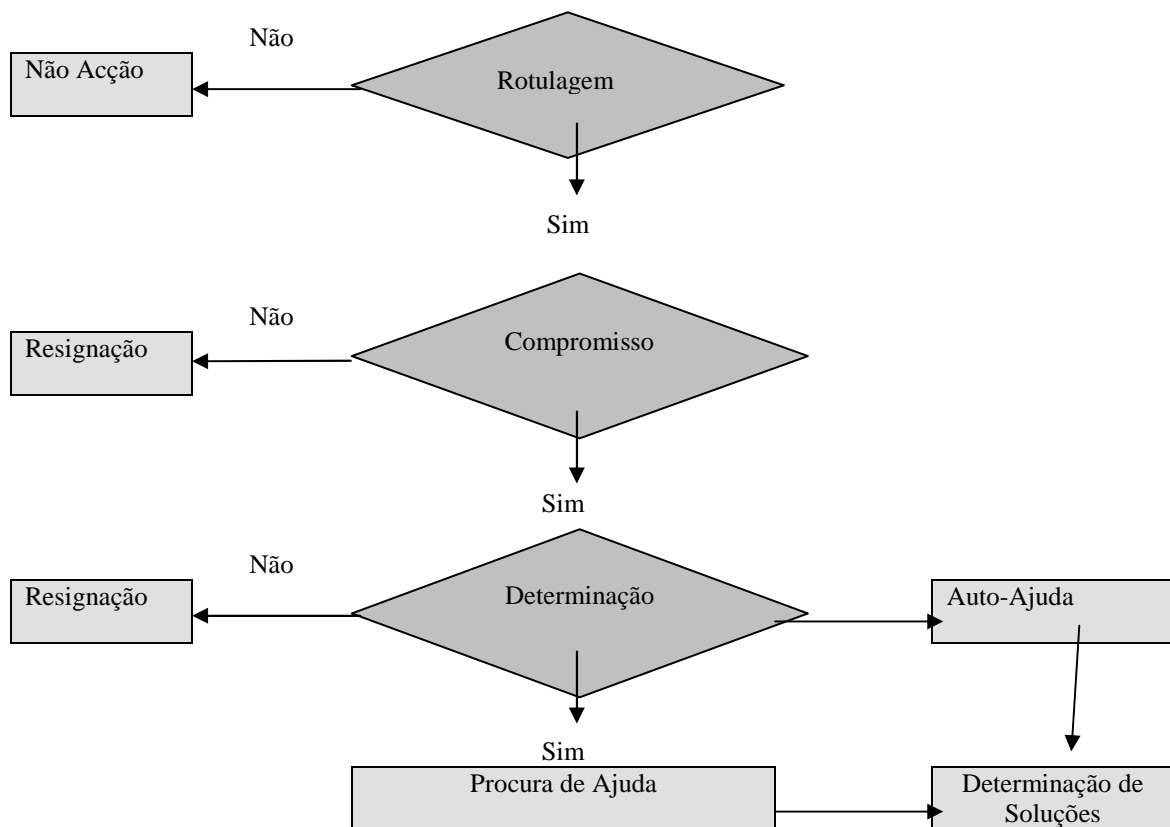 Não
Não Acção
Rotulagem
Sim
Não
Resignação
Compromisso
Sim
Não
Resignação
Determinação
Auto-Ajuda
Sim
Procura de Ajuda
Determinação de
Soluções